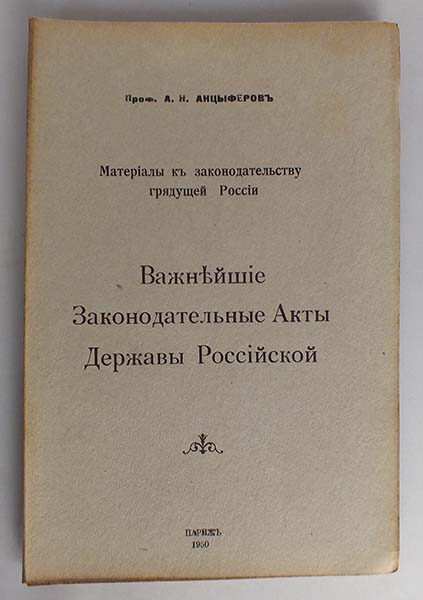 Проф. А. Н. АНЦЫФЕРОВЪ
Матеріалы къ законодательству
грядущей Россіи
Важнѣйшіе
Законодательные Акты
Державы Россійской
ПАРИЖЪ
1950